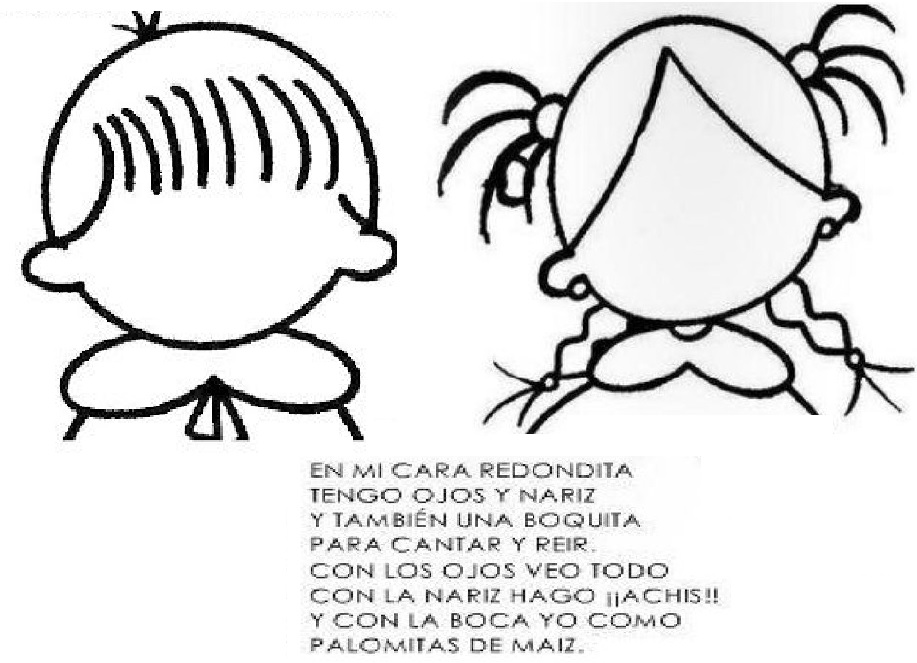 EN MI CARA REDONDITA
TENGO OJOS Y NARIZ
Y TAMBIÉN UNA BOQUITA
PARA CANTAR Y REIR.
CON LOS OJOS VEO TODO
CON LA NARIZ HAGO ¡¡ACHIS!!
Y CON LA BOCA YO COMO
PALOMITAS DE MAIZ.